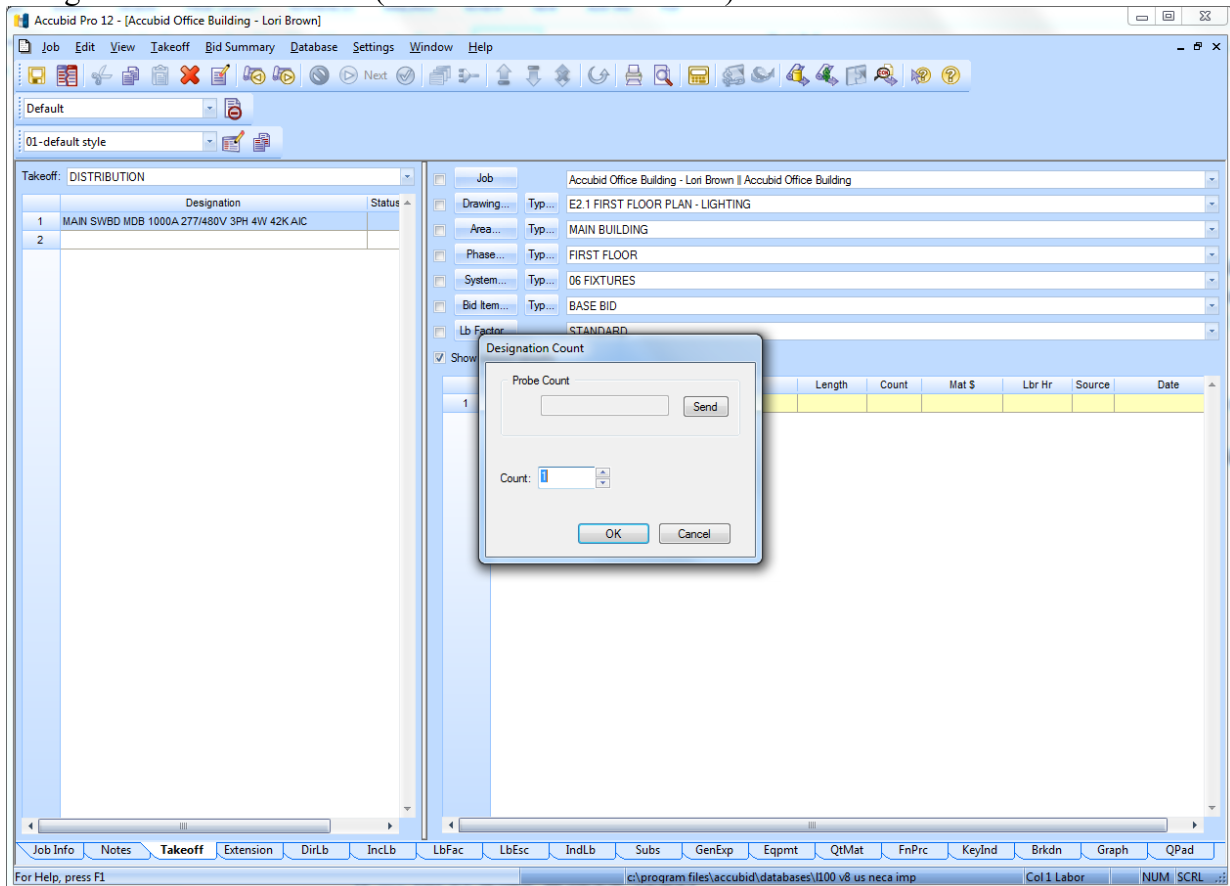 Accubid Pro 12 - [Accubid Office Building - Lori Brown]
Job Edit View Takeoff Bid Summary Database Settings Window Help
Next
Default
01-default style
Takeoff: DISTRIBUTION
Designation Status
1 MAIN SWBD MDB 1000A 277/480V 3PH 4W 42K AIC
2
Job Accubid Office Building - Lori Brown || Accubid Office Building
Drawing... Typ... E2.1 FIRST FLOOR PLAN - LIGHTING
Area... Typ... MAIN BUILDING
Phase... Typ... FIRST FLOOR
System... Typ... 06 FIXTURES
Bid Item... Typ... BASE BID
Lb Factor... STANDARD
Show
Length Count Mat $ Lbr Hr Source Date
1
Designation Count
Probe Count
Send
Count: 1
OK Cancel
Job Info Notes Takeoff Extension DirLb IncLb LbFac LbEsc IndLb Subs GenExp Eqpmt QtMat FnPrc KeyInd Brkdn Graph QPad
For Help, press F1 c:\program files\accubid\databases\l100 v8 us neca imp Col 1 Labor NUM SCRL